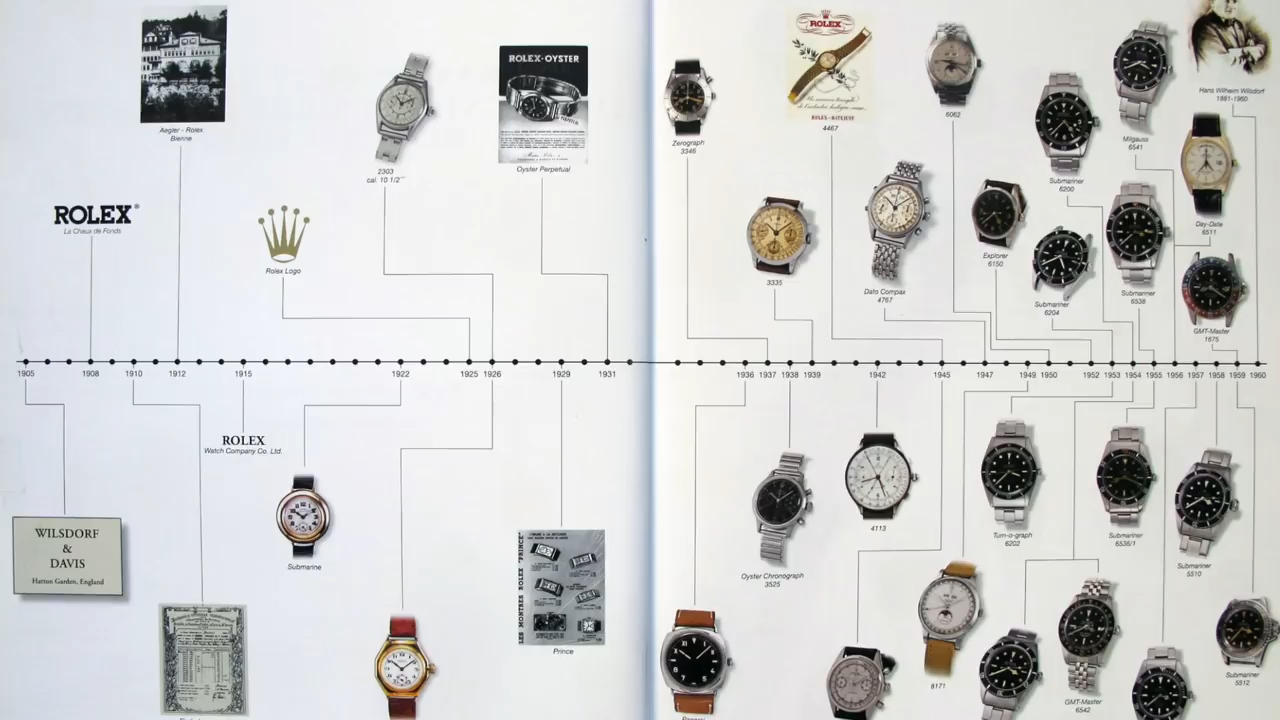 Aegler - Rolex
Bienne
ROLEX®
La Chaux de Fonds
Rolex Logo
2303
cal. 10 1/2'''
ROLEX-OYSTER
Oyster Perpetual
Zerograph
3346
ROLEX
4467
6062
Submariner
6200
Milgauss
6541
Hans Wilhelm Wilsdorf
1881-1960
3335
Dato Compax
4767
Explorer
6150
Submariner
6204
Submariner
6538
Day-Date
6511
GMT-Master
1675
1905
1908
1910
1912
1915
1922
1925
1926
1929
1931
1936
1937
1938
1939
1942
1945
1947
1949
1950
1952
1953
1954
1955
1956
1957
1958
1959
1960
WILSDORF
&
DAVIS
Hatton Garden, England
ROLEX
Watch Company Co. Ltd.
Submarine
LES MONTRES ROLEX "PRINCE"
Prince
Oyster Chronograph
3525
4113
8171
Turn-o-graph
6202
Submariner
6536/1
Submariner
5510
GMT-Master
6542
Submariner
5512